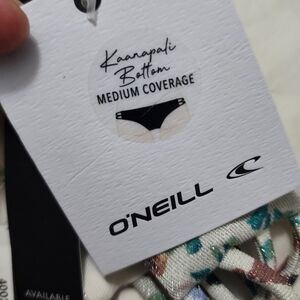 Kaanapali
Bottom
MEDIUM COVERAGE
O'NEILL
AVAILABLE